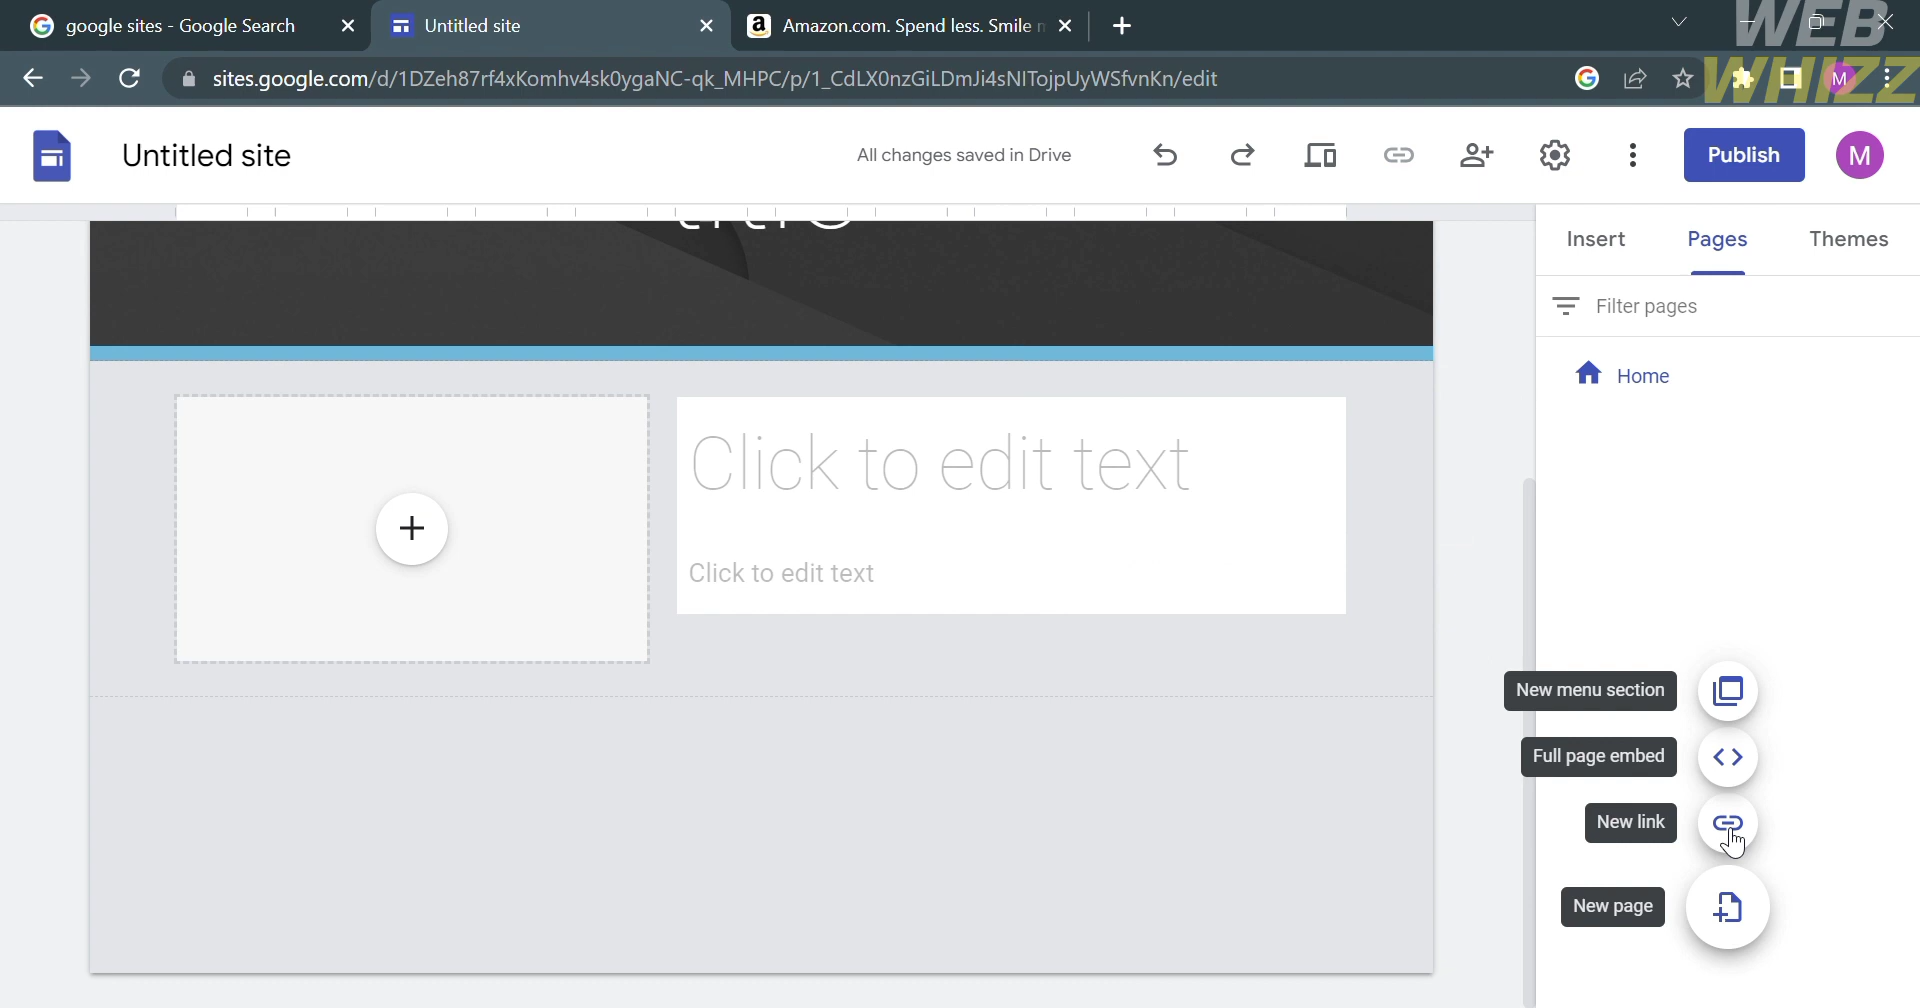 google sites - Google Search
Untitled site
Amazon.com. Spend less. Smile
WEB
WHIZZ
sites.google.com/d/1DZeh87rf4xKomhv4sk0ygaNC-qk_MHPC/p/1_CdLX0nzGiLDmJi4sNITojpUyWSfvnKn/edit
M
Untitled site
All changes saved in Drive
Publish
M
Insert
Pages
Themes
Filter pages
Home
Click to edit text
Click to edit text
New menu section
Full page embed
New link
New page